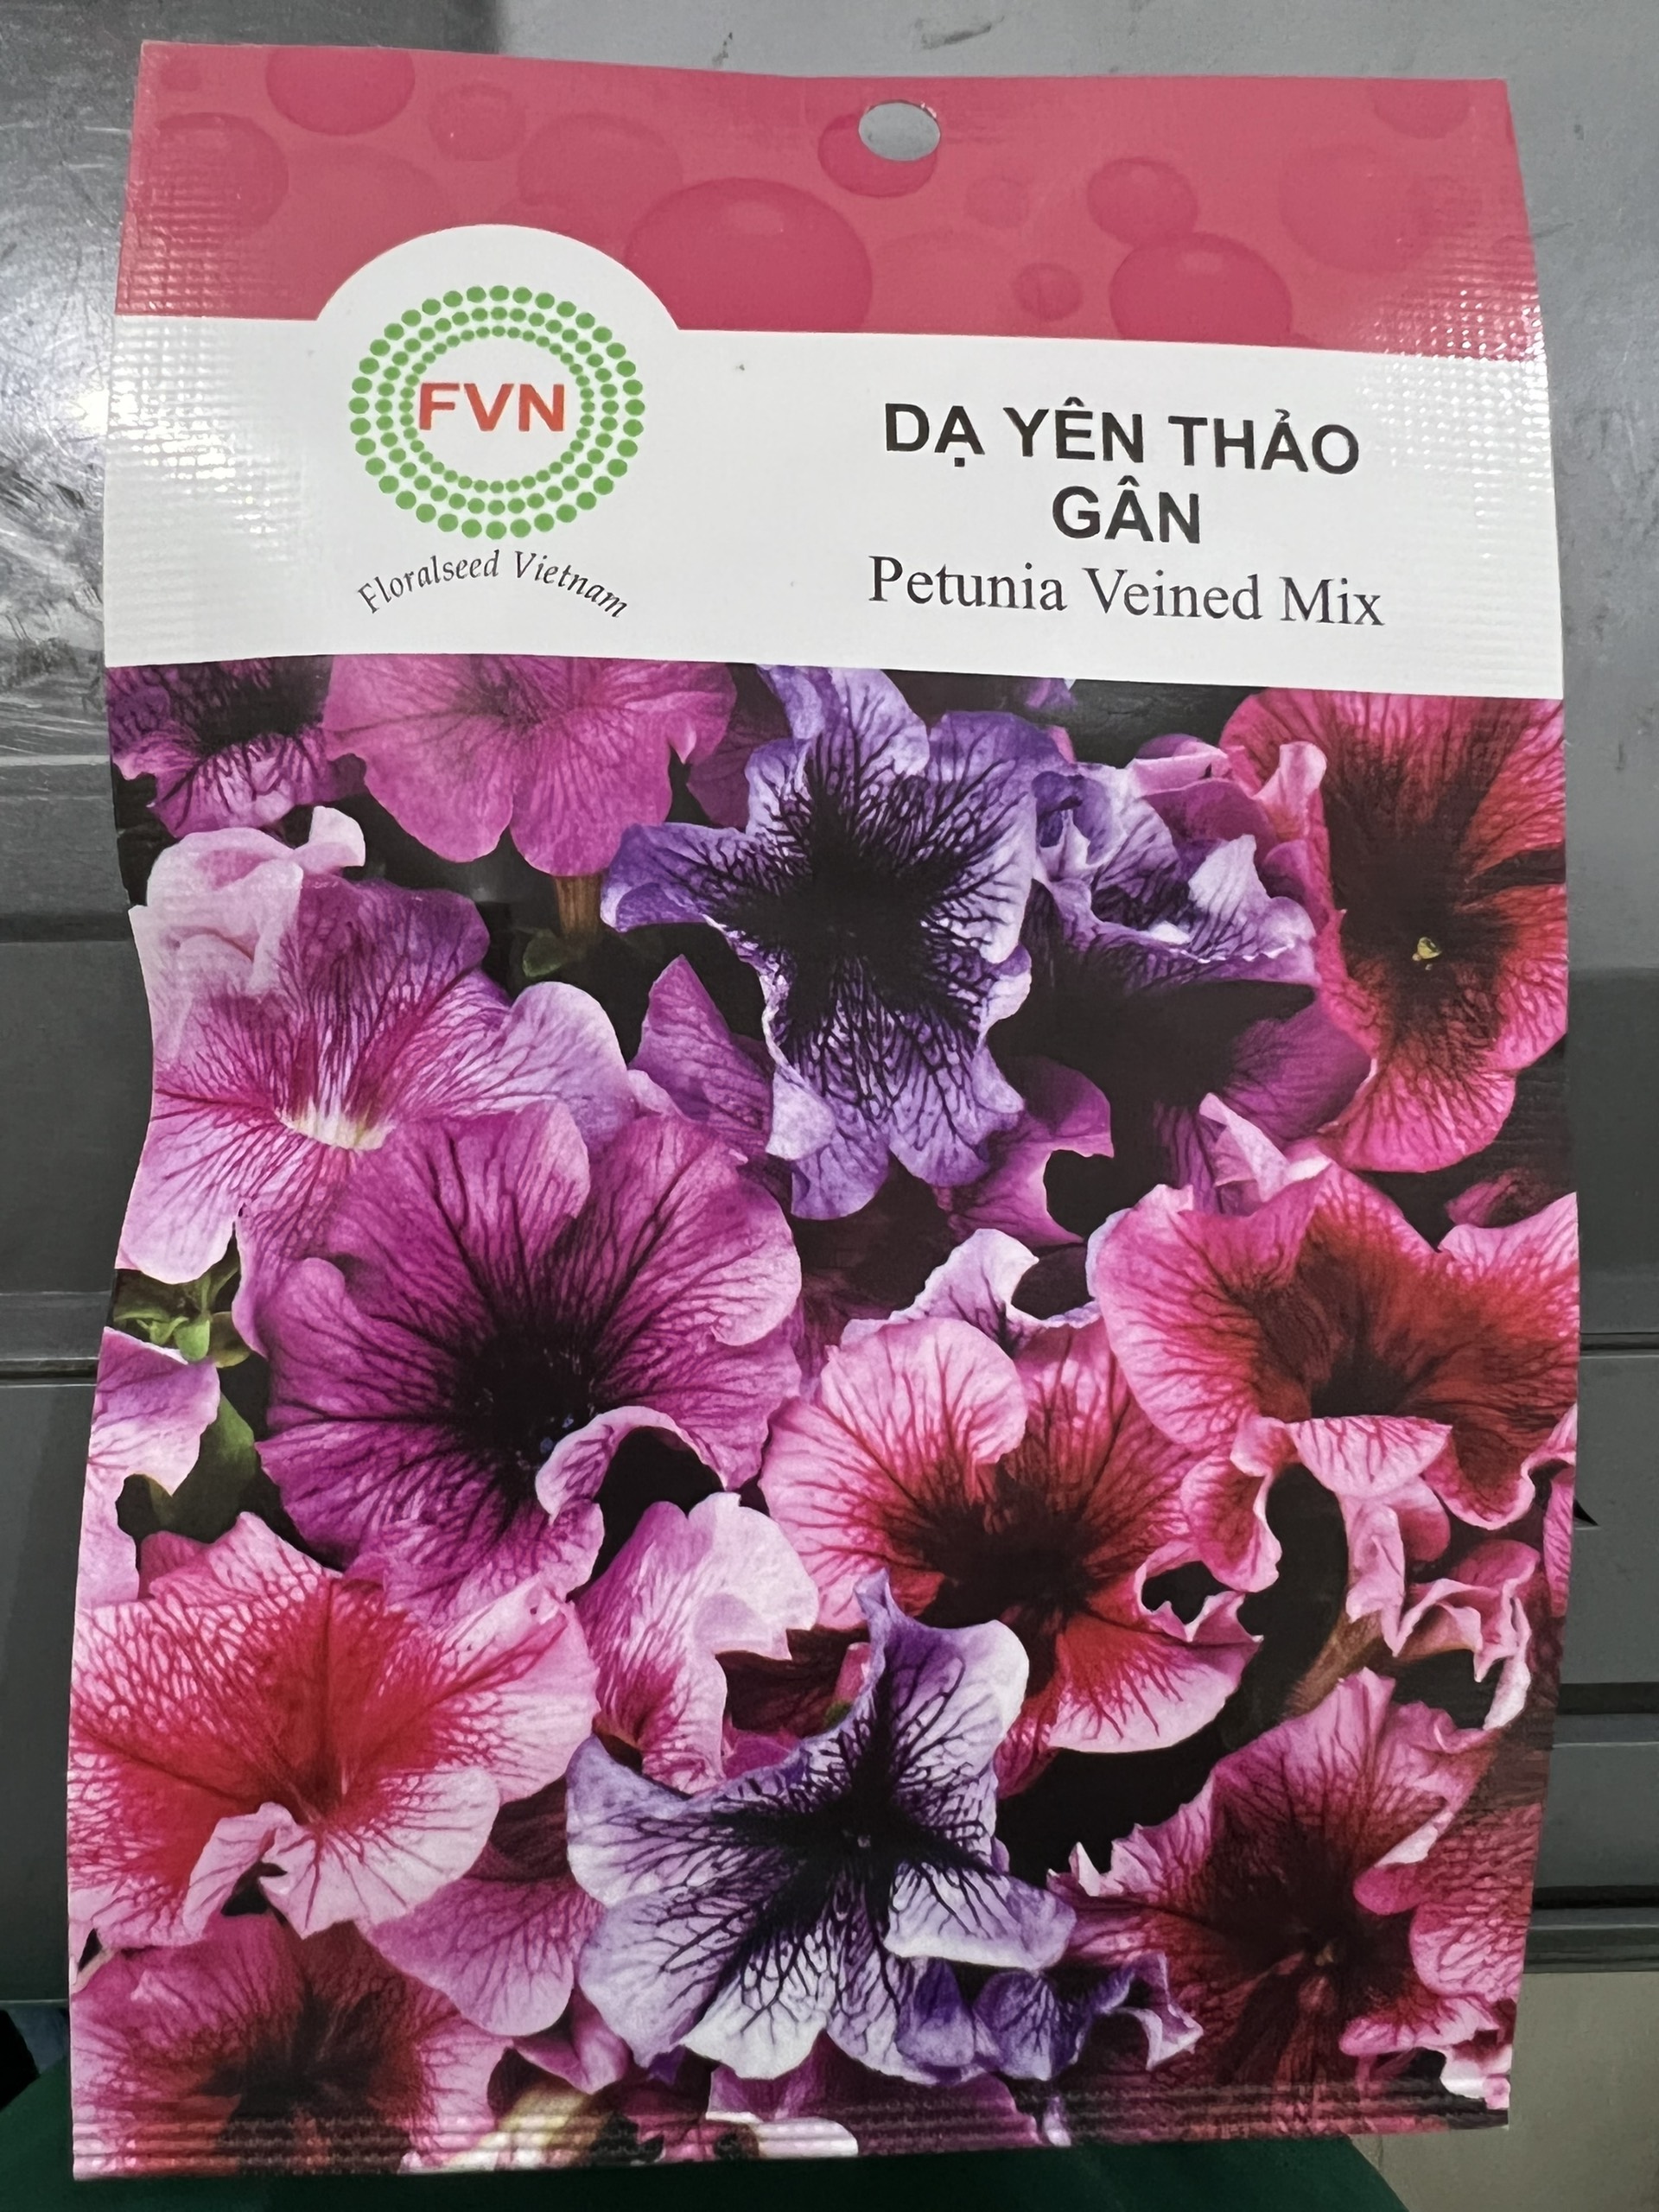 FVN
Floralseed Vietnam
DẠ YÊN THẢO
GÂN
Petunia Veined Mix